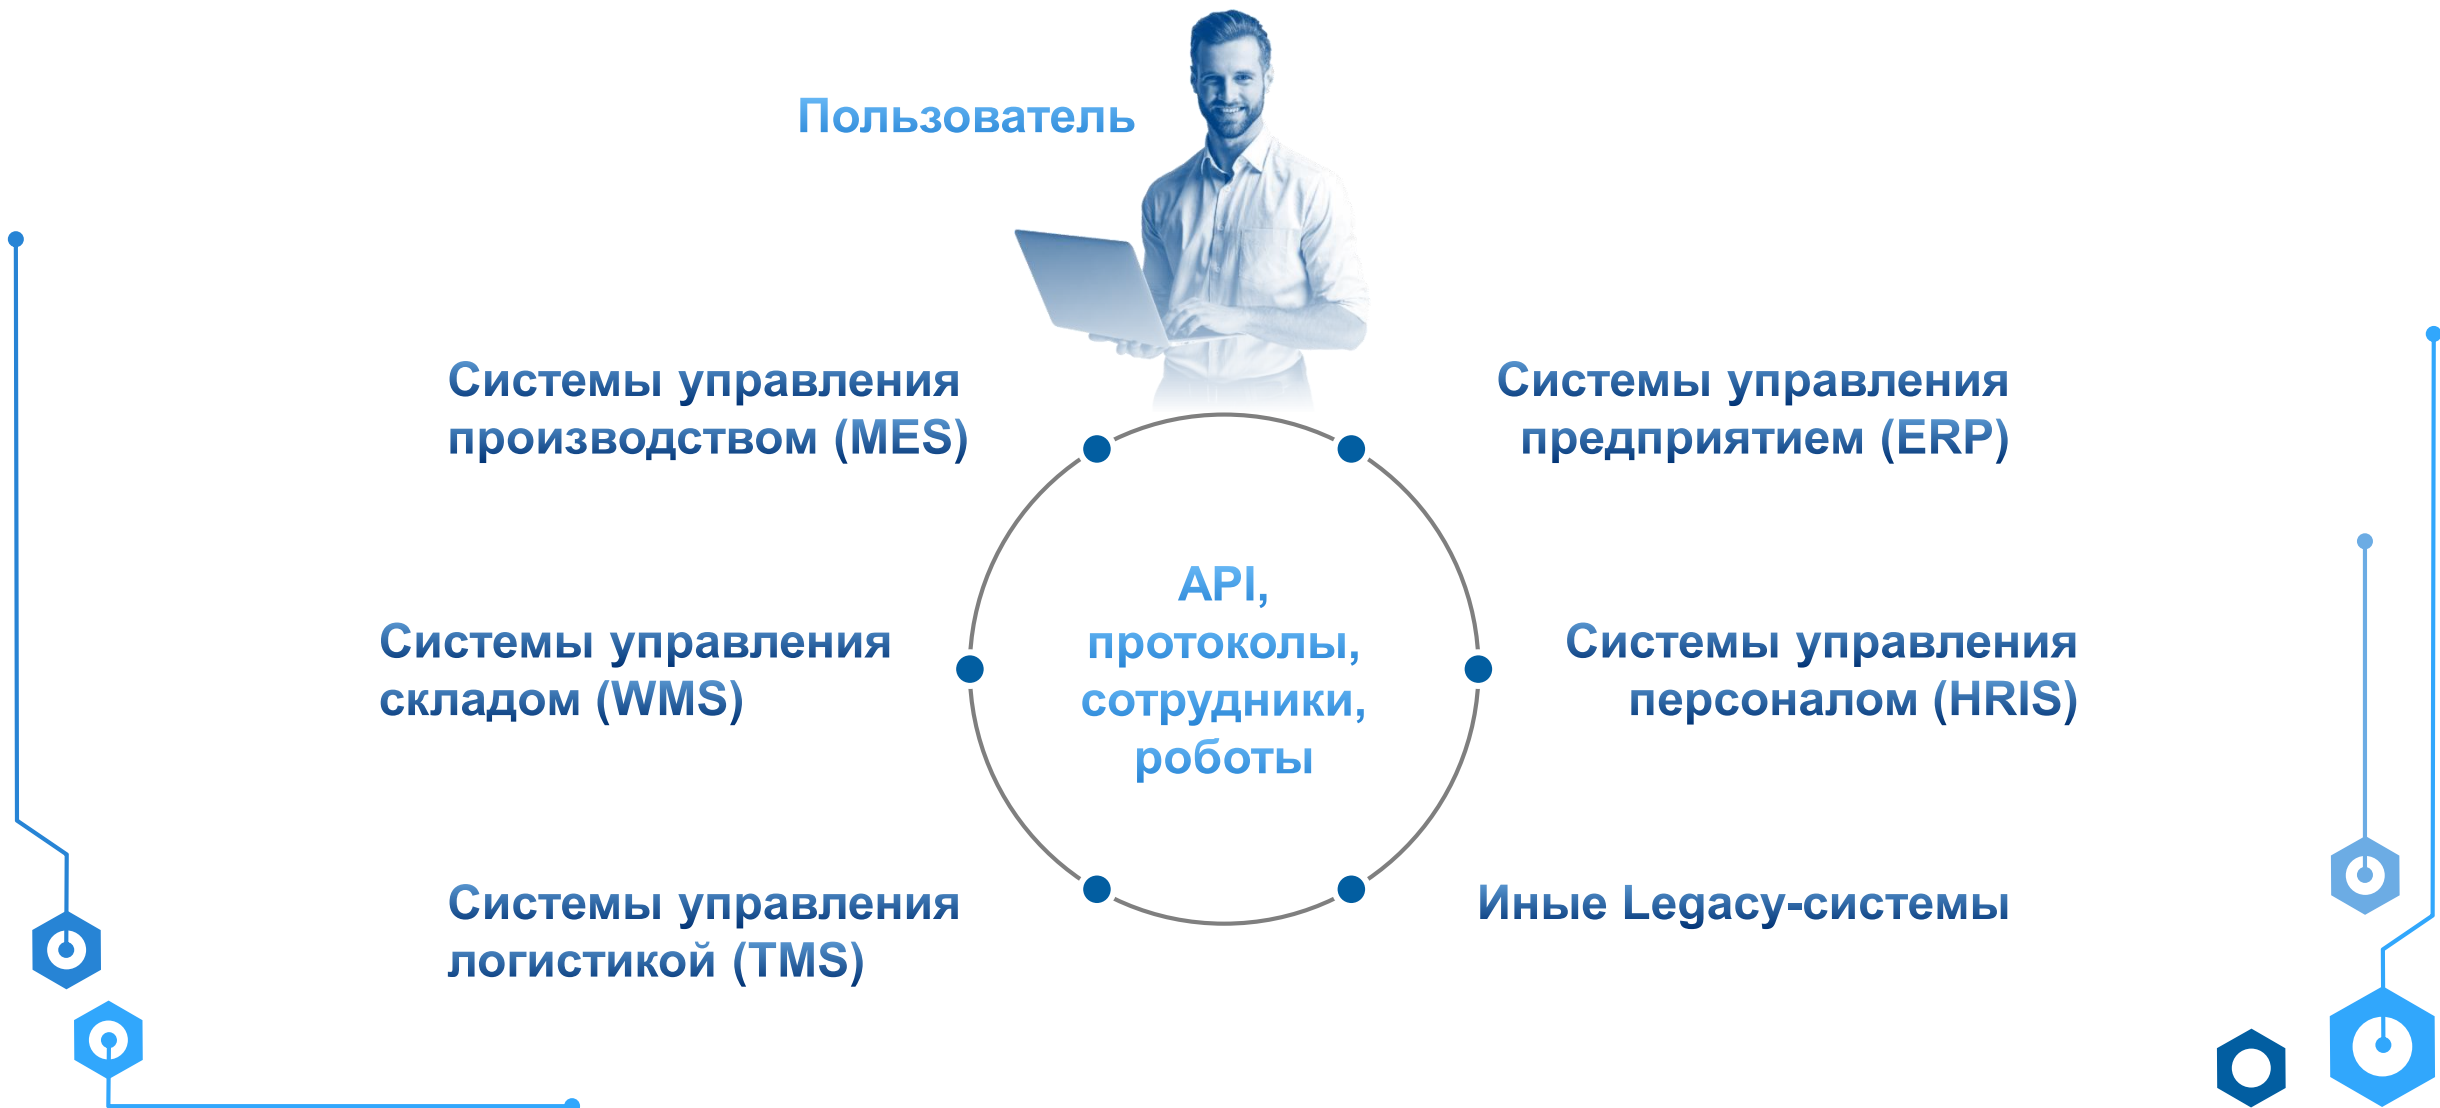 Пользователь
Системы управления
производством (MES)
Системы управления
предприятием (ERP)
API,
протоколы,
сотрудники,
роботы
Системы управления
складом (WMS)
Системы управления
персоналом (HRIS)
Системы управления
логистикой (TMS)
Иные Legacy-системы